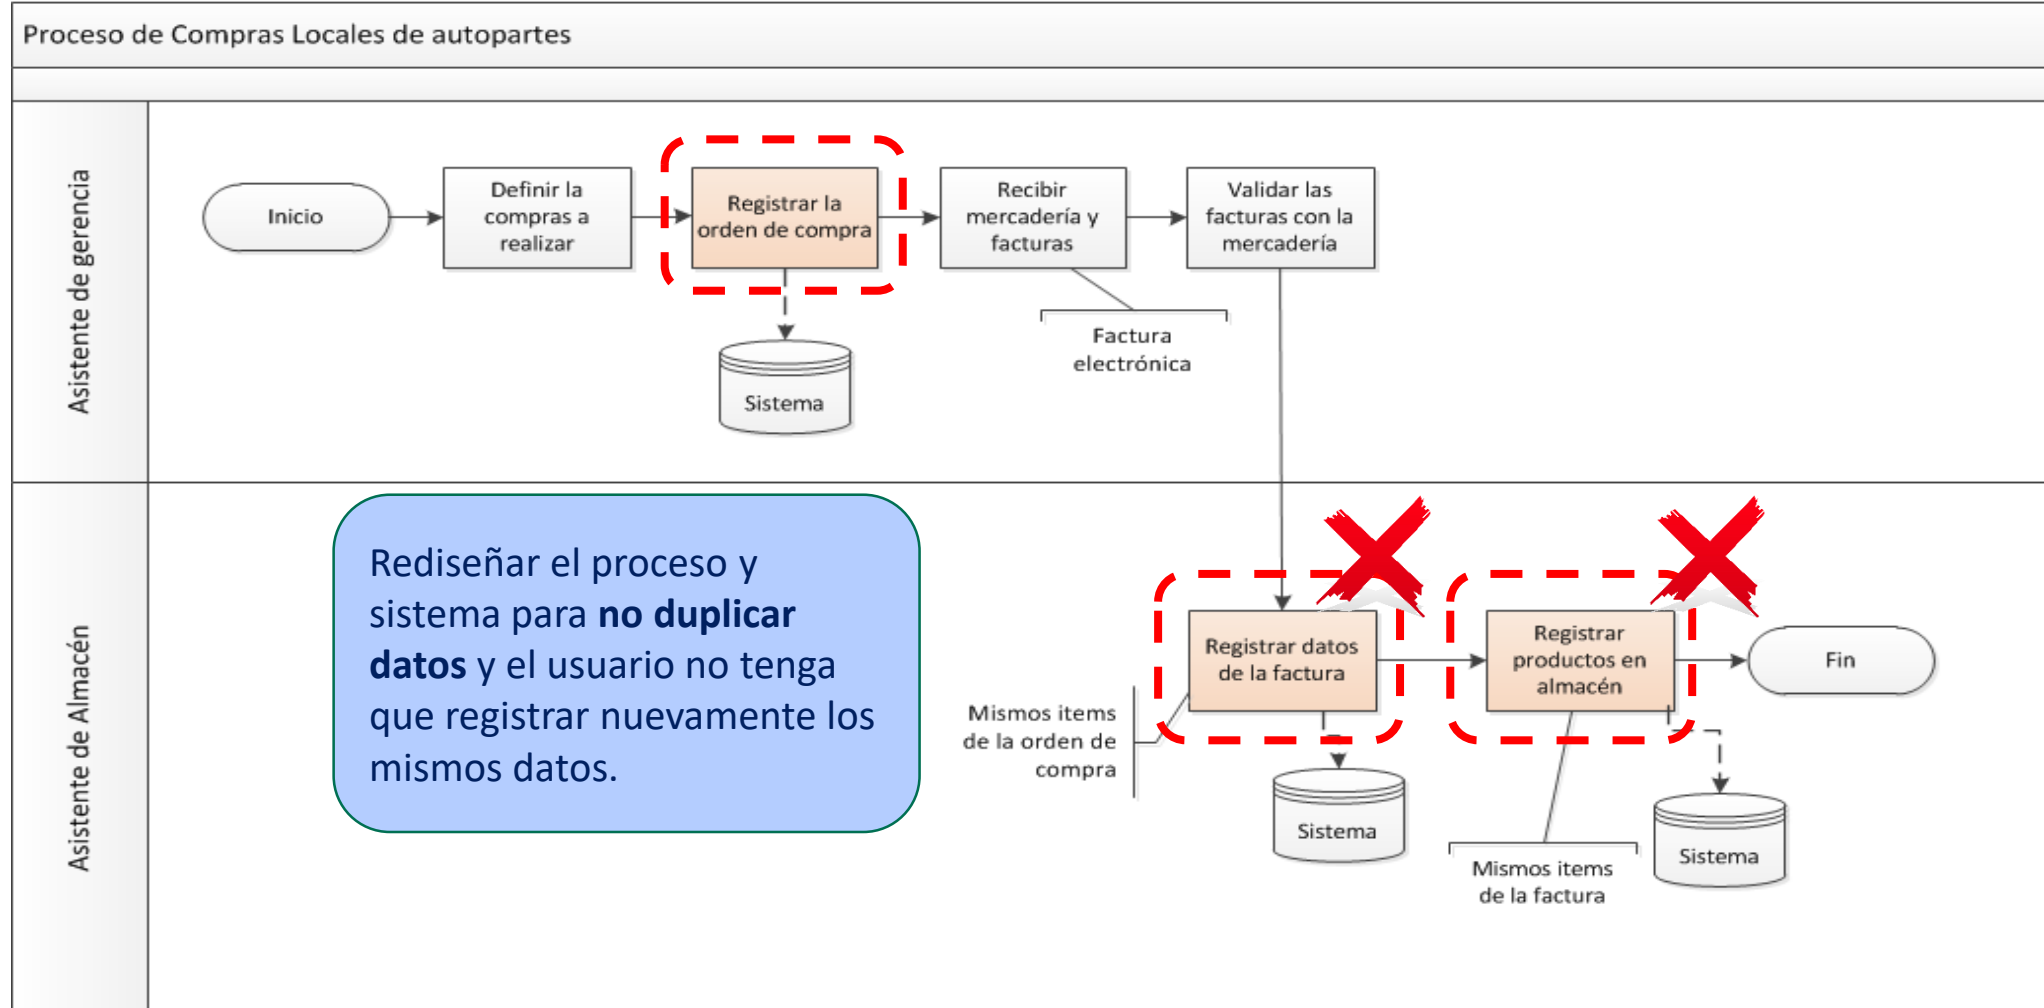 Proceso de Compras Locales de autopartes
Asistente de gerencia
Inicio
Definir la
compras a
realizar
Registrar la
orden de compra
Recibir
mercadería y
facturas
Validar las
facturas con la
mercadería
Factura
electrónica
Sistema
Asistente de Almacén
Rediseñar el proceso y
sistema para no duplicar
datos y el usuario no tenga
que registrar nuevamente los
mismos datos.
Registrar datos
de la factura
Registrar
productos en
almacén
Fin
Mismos items
de la orden de
compra
Sistema
Mismos items
de la factura
Sistema